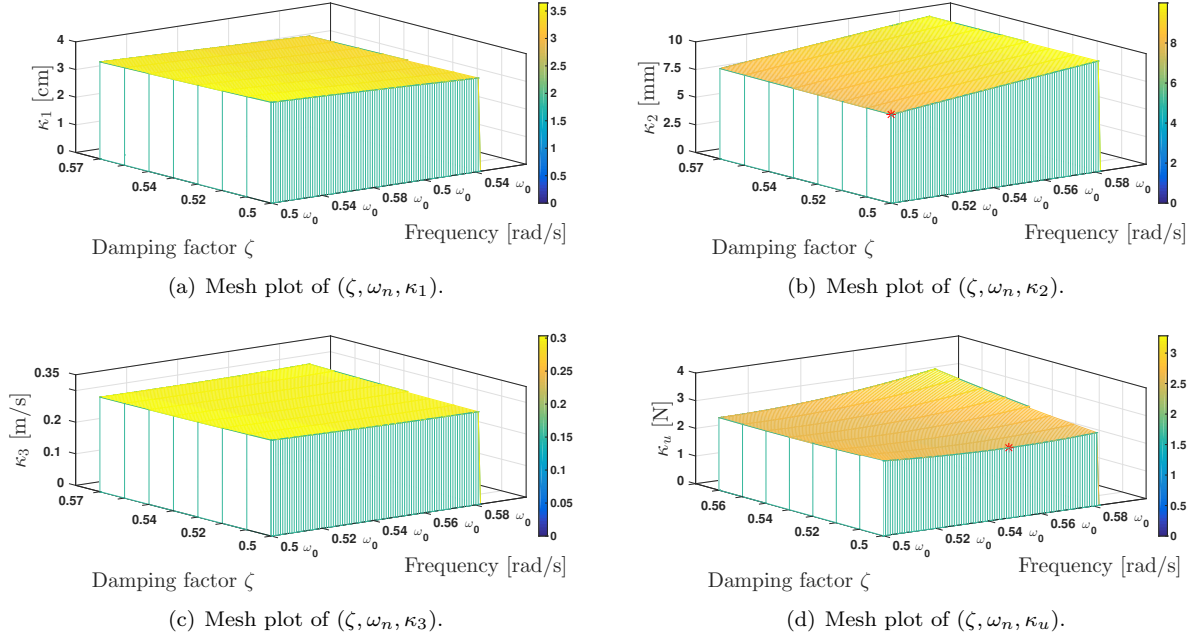 4
3
2
1
0
κ₁ [cm]
0.57
0.54
0.52
0.5
0.5 ω₀
0.54 ω₀
0.58 ω₀
0.5 ω₀
0.54 ω₀
3.5
3
2.5
2
1.5
1
0.5
0
Damping factor ζ
Frequency [rad/s]
(a) Mesh plot of (ζ, ωₙ, κ₁).
10
7.5
5
2.5
0
κ₂ [mm]
0.57
0.54
0.52
0.5
0.5 ω₀
0.52 ω₀
0.54 ω₀
0.56 ω₀
0.58 ω₀
8
6
4
2
0
Damping factor ζ
Frequency [rad/s]
(b) Mesh plot of (ζ, ωₙ, κ₂).
0.35
0.2
0.1
0
κ₃ [m/s]
0.57
0.54
0.52
0.5
0.5 ω₀
0.52 ω₀
0.54 ω₀
0.56 ω₀
0.58 ω₀
0.3
0.25
0.2
0.15
0.1
0.05
0
Damping factor ζ
Frequency [rad/s]
(c) Mesh plot of (ζ, ωₙ, κ₃).
4
3
2
1
0
κᵤ [N]
0.56
0.54
0.52
0.5
0.5 ω₀
0.52 ω₀
0.54 ω₀
0.56 ω₀
0.58 ω₀
3
2.5
2
1.5
1
0.5
0
Damping factor ζ
Frequency [rad/s]
(d) Mesh plot of (ζ, ωₙ, κᵤ).